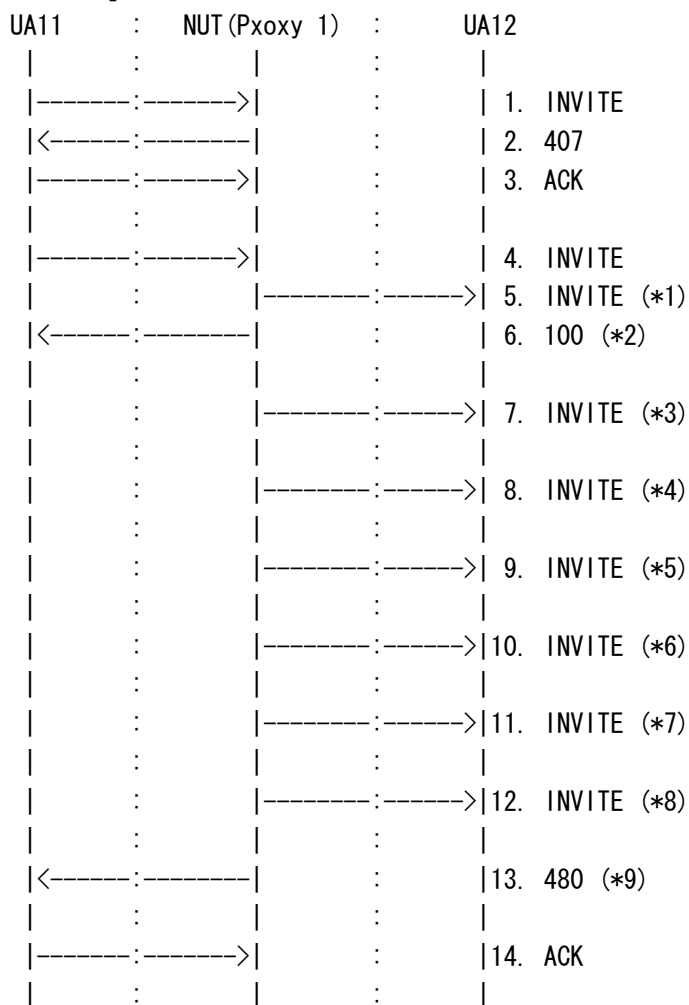 UA11 : NUT(Pxoxy 1) : UA12
| : | : |
|-------:------->| : | 1. INVITE
|<------:--------| : | 2. 407
|-------:------->| : | 3. ACK
| : | : |
|-------:------->| : | 4. INVITE
| : |--------:------>| 5. INVITE (*1)
|<------:--------| : | 6. 100 (*2)
| : | : |
| : |--------:------>| 7. INVITE (*3)
| : | : |
| : |--------:------>| 8. INVITE (*4)
| : | : |
| : |--------:------>| 9. INVITE (*5)
| : | : |
| : |--------:------>|10. INVITE (*6)
| : | : |
| : |--------:------>|11. INVITE (*7)
| : | : |
| : |--------:------>|12. INVITE (*8)
| : | : |
|<------:--------| : |13. 480 (*9)
| : | : |
|-------:------->| : |14. ACK
| : | : |